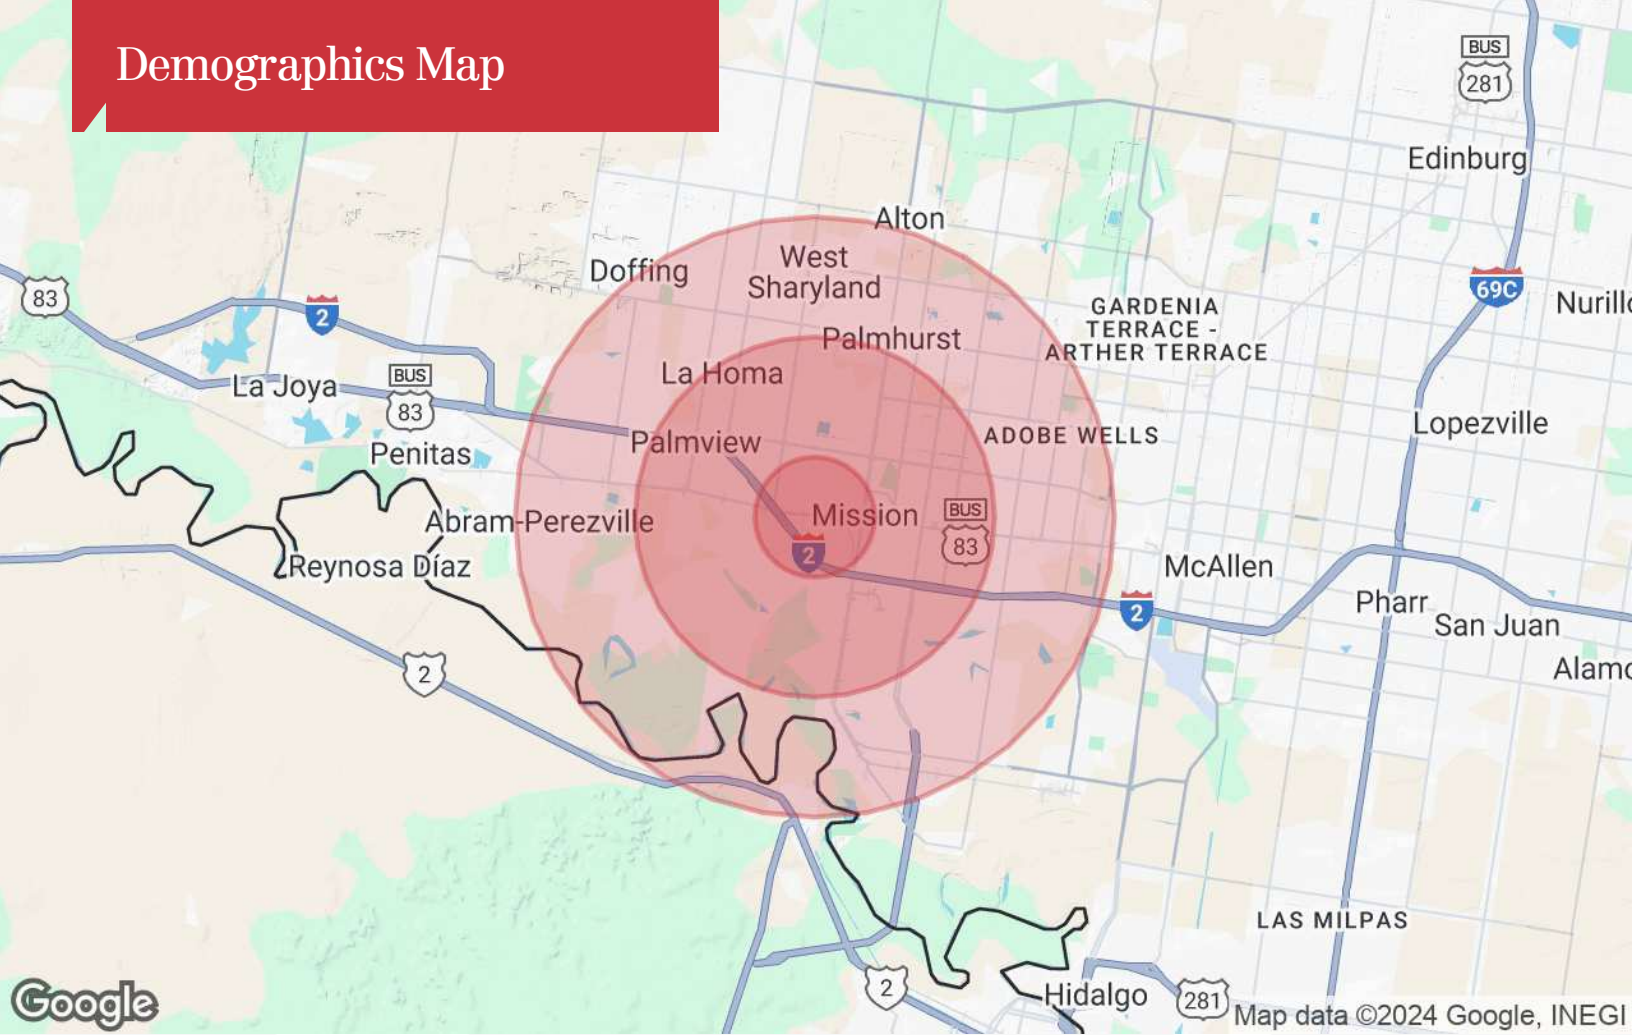 Demographics Map
BUS
281
Edinburg
Alton
West
Sharyland
Doffing
83
2
69C
GARDENIA
TERRACE -
ARTHER TERRACE
Palmhurst
La Homa
La Joya
BUS
83
Lopezville
ADOBE WELLS
Palmview
Penitas
Mission
BUS
83
2
Abram-Perezville
Reynosa Díaz
McAllen
2
Pharr
San Juan
2
LAS MILPAS
2
Hidalgo
281
Google
Map data ©2024 Google, INEGI